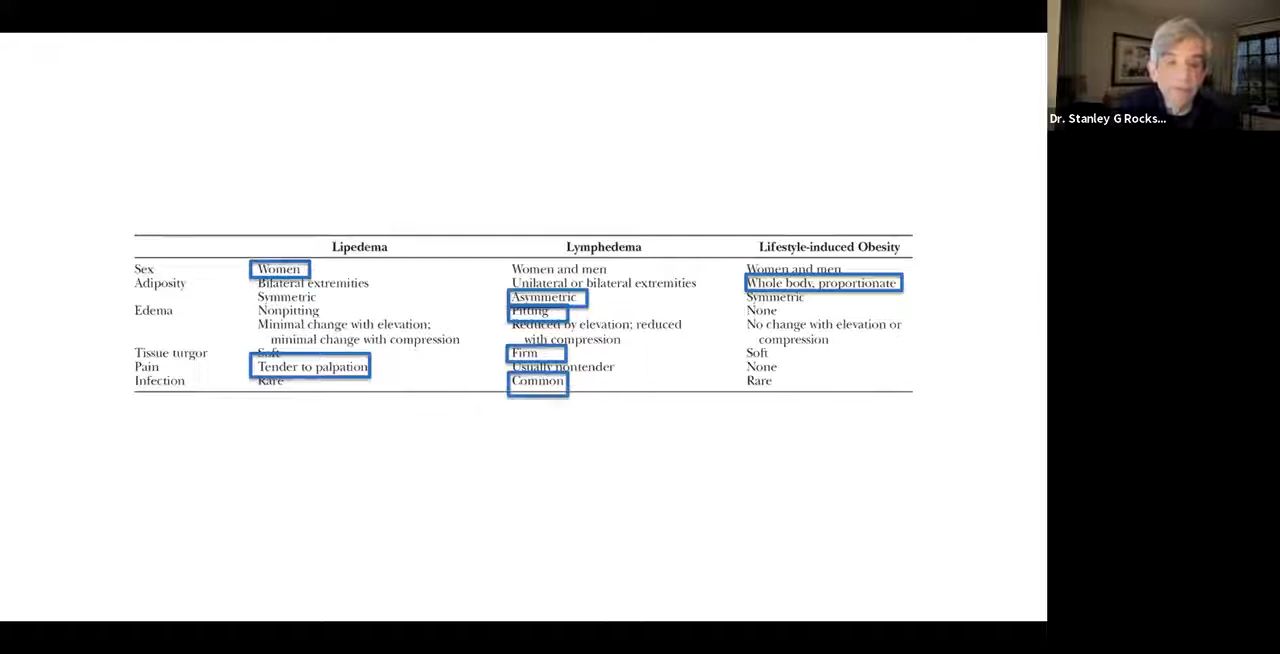 Dr. Stanley G Rocks...
Lipedema Lymphedema Lifestyle-induced Obesity
Sex Women Women and men Women and men
Adiposity Bilateral extremities Unilateral or bilateral extremities Whole body, proportionate
Symmetric Asymmetric Symmetric
Edema Nonpitting Pitting None
Minimal change with elevation; Reduced by elevation; reduced No change with elevation or
minimal change with compression with compression compression
Tissue turgor Soft Firm Soft
Pain Tender to palpation Usually nontender None
Infection Rare Common Rare